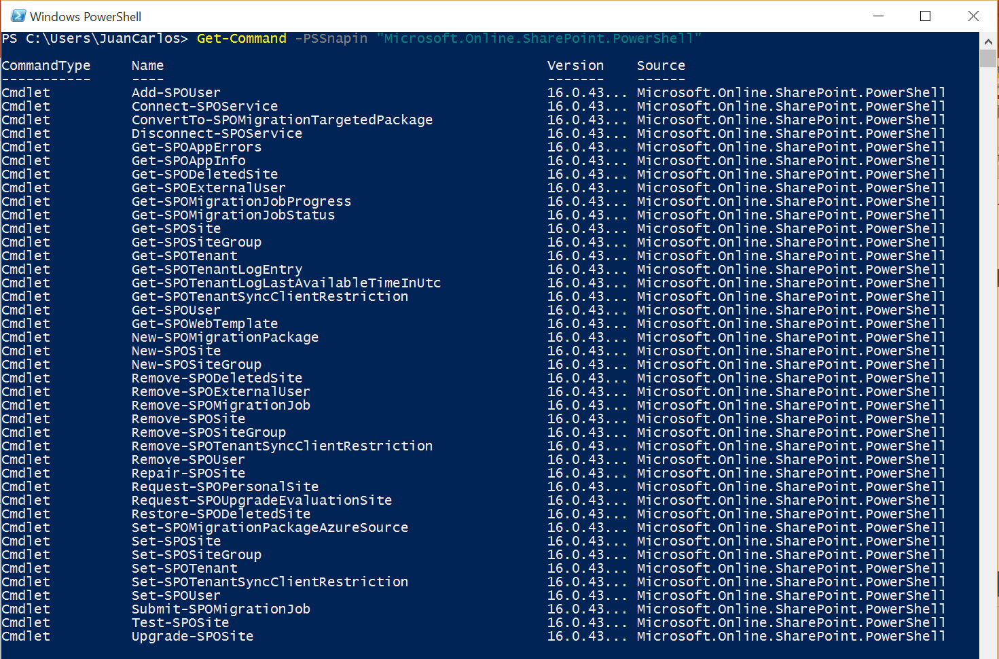 Windows PowerShell
PS C:\Users\JuanCarlos> Get-Command -PSSnapin "Microsoft.Online.SharePoint.PowerShell"
CommandType Name Version Source
----------- ---- ------- ------
Cmdlet Add-SPOUser 16.0.43... Microsoft.Online.SharePoint.PowerShell
Cmdlet Connect-SPOService 16.0.43... Microsoft.Online.SharePoint.PowerShell
Cmdlet ConvertTo-SPOMigrationTargetedPackage 16.0.43... Microsoft.Online.SharePoint.PowerShell
Cmdlet Disconnect-SPOService 16.0.43... Microsoft.Online.SharePoint.PowerShell
Cmdlet Get-SPOAppErrors 16.0.43... Microsoft.Online.SharePoint.PowerShell
Cmdlet Get-SPOAppInfo 16.0.43... Microsoft.Online.SharePoint.PowerShell
Cmdlet Get-SPODeletedSite 16.0.43... Microsoft.Online.SharePoint.PowerShell
Cmdlet Get-SPOExternalUser 16.0.43... Microsoft.Online.SharePoint.PowerShell
Cmdlet Get-SPOMigrationJobProgress 16.0.43... Microsoft.Online.SharePoint.PowerShell
Cmdlet Get-SPOMigrationJobStatus 16.0.43... Microsoft.Online.SharePoint.PowerShell
Cmdlet Get-SPOSite 16.0.43... Microsoft.Online.SharePoint.PowerShell
Cmdlet Get-SPOSiteGroup 16.0.43... Microsoft.Online.SharePoint.PowerShell
Cmdlet Get-SPOTenant 16.0.43... Microsoft.Online.SharePoint.PowerShell
Cmdlet Get-SPOTenantLogEntry 16.0.43... Microsoft.Online.SharePoint.PowerShell
Cmdlet Get-SPOTenantLogLastAvailableTimeInUtc 16.0.43... Microsoft.Online.SharePoint.PowerShell
Cmdlet Get-SPOTenantSyncClientRestriction 16.0.43... Microsoft.Online.SharePoint.PowerShell
Cmdlet Get-SPOUser 16.0.43... Microsoft.Online.SharePoint.PowerShell
Cmdlet Get-SPOWebTemplate 16.0.43... Microsoft.Online.SharePoint.PowerShell
Cmdlet New-SPOMigrationPackage 16.0.43... Microsoft.Online.SharePoint.PowerShell
Cmdlet New-SPOSite 16.0.43... Microsoft.Online.SharePoint.PowerShell
Cmdlet New-SPOSiteGroup 16.0.43... Microsoft.Online.SharePoint.PowerShell
Cmdlet Remove-SPODeletedSite 16.0.43... Microsoft.Online.SharePoint.PowerShell
Cmdlet Remove-SPOExternalUser 16.0.43... Microsoft.Online.SharePoint.PowerShell
Cmdlet Remove-SPOMigrationJob 16.0.43... Microsoft.Online.SharePoint.PowerShell
Cmdlet Remove-SPOSite 16.0.43... Microsoft.Online.SharePoint.PowerShell
Cmdlet Remove-SPOSiteGroup 16.0.43... Microsoft.Online.SharePoint.PowerShell
Cmdlet Remove-SPOTenantSyncClientRestriction 16.0.43... Microsoft.Online.SharePoint.PowerShell
Cmdlet Remove-SPOUser 16.0.43... Microsoft.Online.SharePoint.PowerShell
Cmdlet Repair-SPOSite 16.0.43... Microsoft.Online.SharePoint.PowerShell
Cmdlet Request-SPOPersonalSite 16.0.43... Microsoft.Online.SharePoint.PowerShell
Cmdlet Request-SPOUpgradeEvaluationSite 16.0.43... Microsoft.Online.SharePoint.PowerShell
Cmdlet Restore-SPODeletedSite 16.0.43... Microsoft.Online.SharePoint.PowerShell
Cmdlet Set-SPOMigrationPackageAzureSource 16.0.43... Microsoft.Online.SharePoint.PowerShell
Cmdlet Set-SPOSite 16.0.43... Microsoft.Online.SharePoint.PowerShell
Cmdlet Set-SPOSiteGroup 16.0.43... Microsoft.Online.SharePoint.PowerShell
Cmdlet Set-SPOTenant 16.0.43... Microsoft.Online.SharePoint.PowerShell
Cmdlet Set-SPOTenantSyncClientRestriction 16.0.43... Microsoft.Online.SharePoint.PowerShell
Cmdlet Set-SPOUser 16.0.43... Microsoft.Online.SharePoint.PowerShell
Cmdlet Submit-SPOMigrationJob 16.0.43... Microsoft.Online.SharePoint.PowerShell
Cmdlet Test-SPOSite 16.0.43... Microsoft.Online.SharePoint.PowerShell
Cmdlet Upgrade-SPOSite 16.0.43... Microsoft.Online.SharePoint.PowerShell